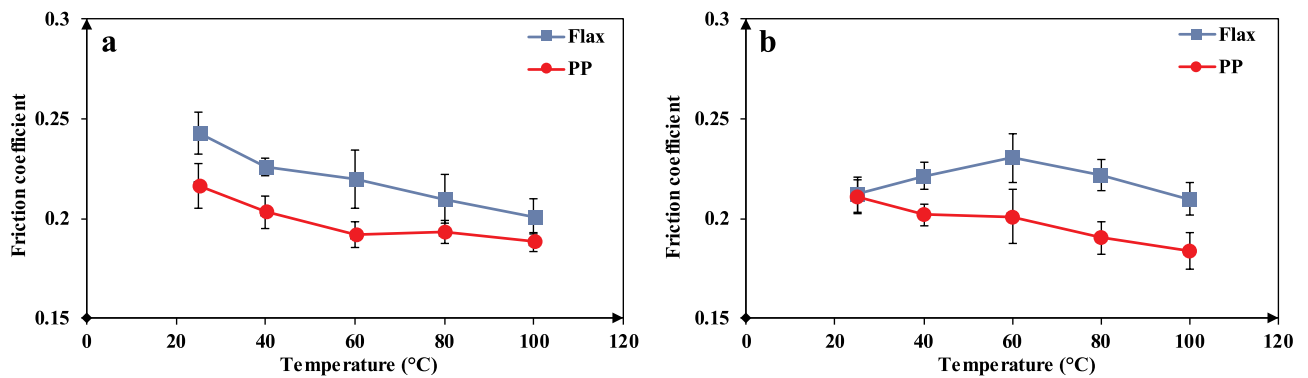 a
Flax
PP
Friction coefficient
0.3
0.25
0.2
0.15
0 20 40 60 80 100 120
Temperature (°C)
b
Flax
PP
Friction coefficient
0.3
0.25
0.2
0.15
0 20 40 60 80 100 120
Temperature (°C)